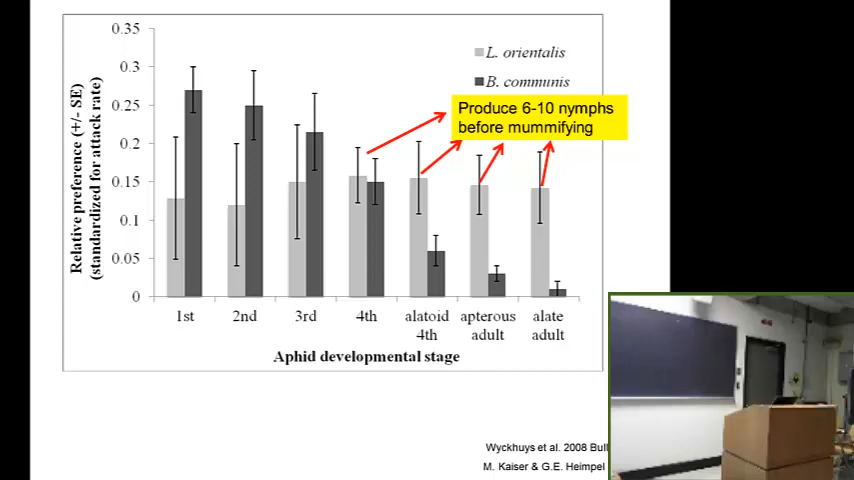 0.35
0.3
0.25
0.2
0.15
0.1
0.05
0
Relative preference (+/- SE)
(standardized for attack rate)
L. orientalis
B. communis
Produce 6-10 nymphs
before mummifying
1st
2nd
3rd
4th
alatoid
4th
apterous
adult
alate
adult
Aphid developmental stage
Wyckhuys et al. 2008 Bull
M. Kaiser & G.E. Heimpel